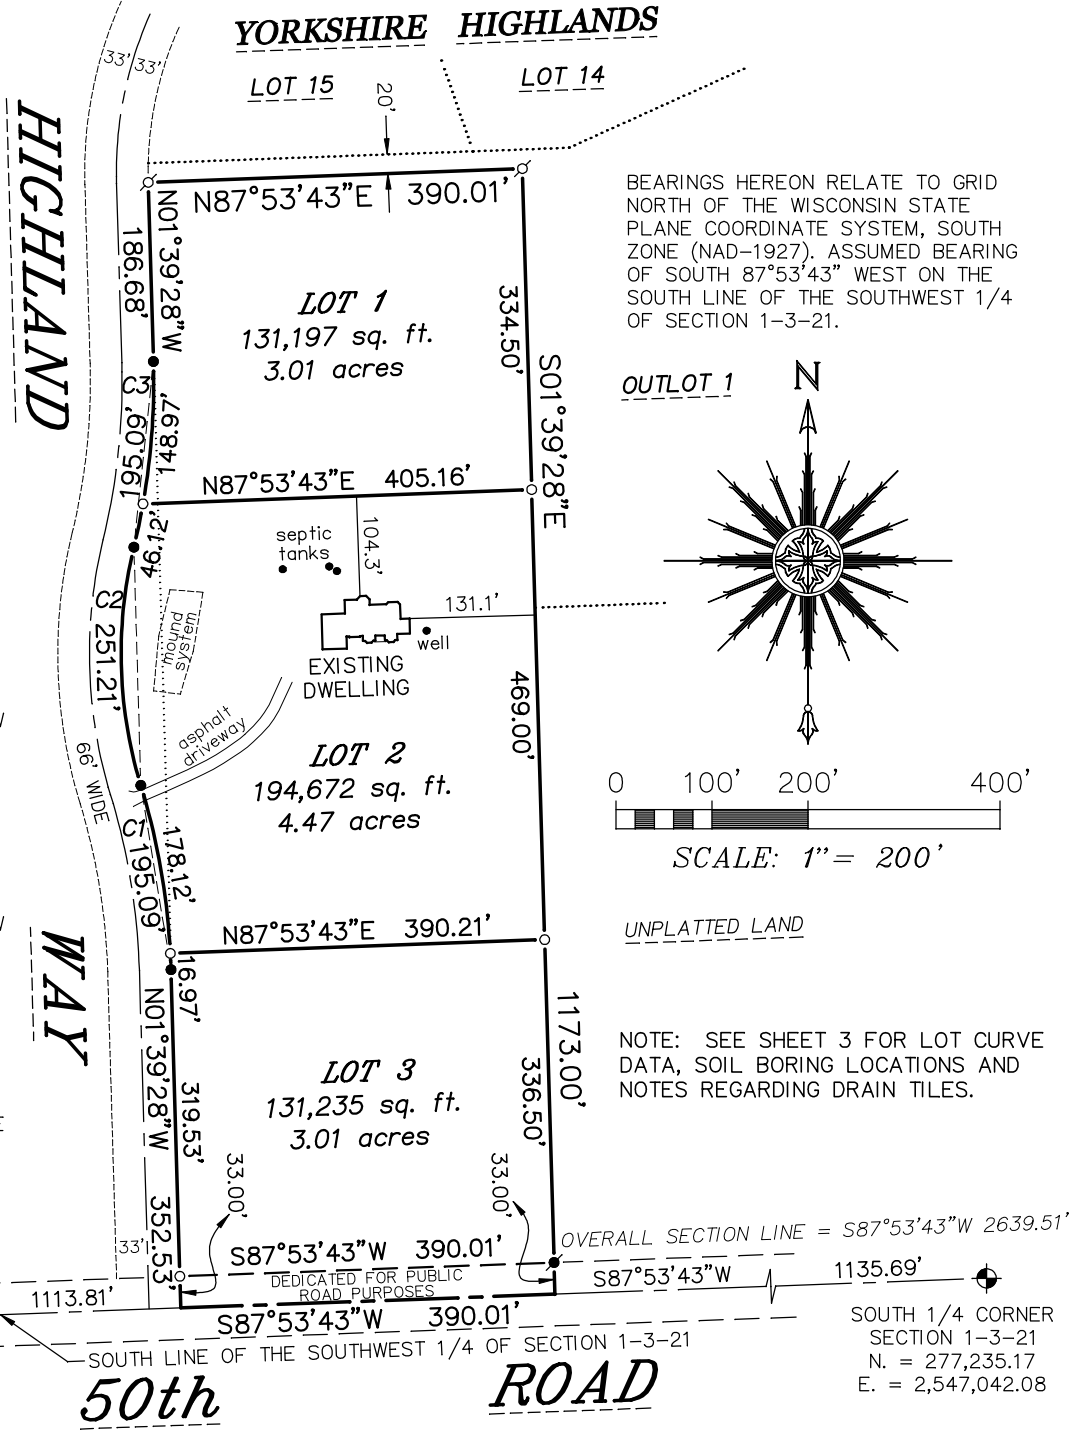 YORKSHIRE HIGHLANDS
33' 33'
LOT 15
20'
LOT 14
HIGHLAND
WAY
N87°53'43"E 390.01'
N01°39'28"W
186.68'
LOT 1
131,197 sq. ft.
3.01 acres
334.50'
S01°39'28"E
C3
195.09'
148.97'
N87°53'43"E 405.16'
BEARINGS HEREON RELATE TO GRID
NORTH OF THE WISCONSIN STATE
PLANE COORDINATE SYSTEM, SOUTH
ZONE (NAD-1927). ASSUMED BEARING
OF SOUTH 87°53'43" WEST ON THE
SOUTH LINE OF THE SOUTHWEST 1/4
OF SECTION 1-3-21.
OUTLOT 1
N
46.12'
septic
tanks
104.3'
131.1'
well
C2
251.21'
mound
system
EXISTING
DWELLING
asphalt
driveway
469.00'
66' WIDE
LOT 2
194,672 sq. ft.
4.47 acres
C1
195.09'
178.12'
0 100' 200' 400'
SCALE: 1"= 200'
N87°53'43"E 390.21'
UNPLATTED LAND
16.97'
N01°39'28"W
319.53'
352.53'
1173.00'
336.50'
LOT 3
131,235 sq. ft.
3.01 acres
NOTE: SEE SHEET 3 FOR LOT CURVE
DATA, SOIL BORING LOCATIONS AND
NOTES REGARDING DRAIN TILES.
33.00'
33.00'
33'
OVERALL SECTION LINE = S87°53'43"W 2639.51'
S87°53'43"W 390.01'
DEDICATED FOR PUBLIC
ROAD PURPOSES
S87°53'43"W 1135.69'
1113.81'
S87°53'43"W 390.01'
SOUTH LINE OF THE SOUTHWEST 1/4 OF SECTION 1-3-21
SOUTH 1/4 CORNER
SECTION 1-3-21
N. = 277,235.17
E. = 2,547,042.08
50th ROAD